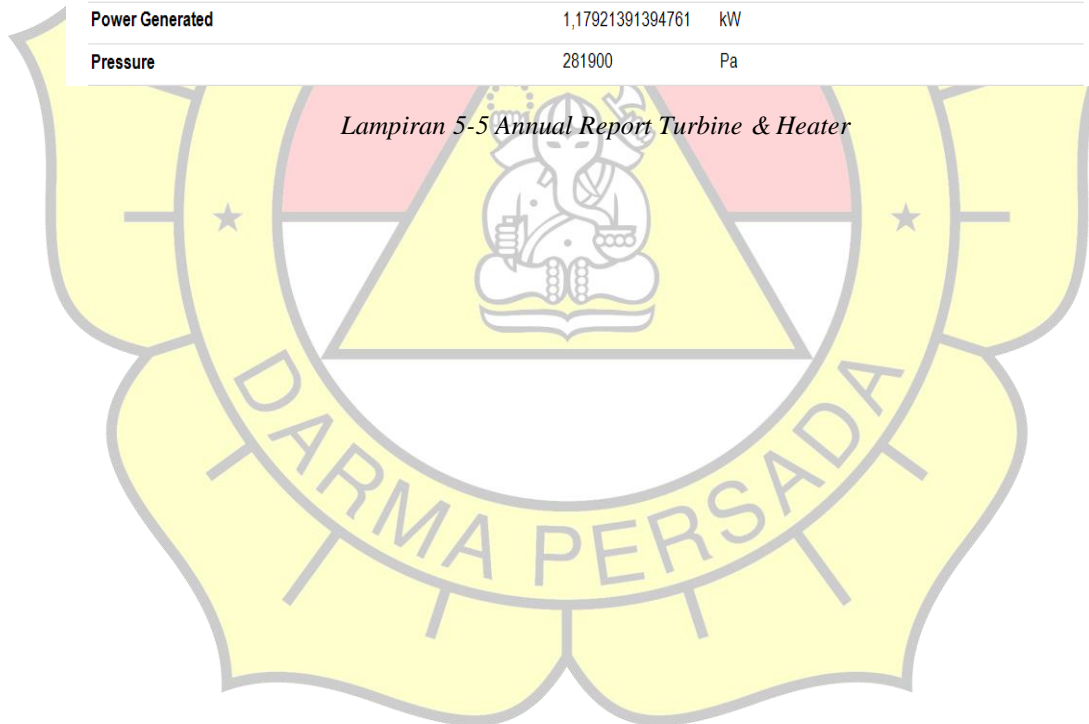 Power Generated 1,17921391394761 kW
Pressure 281900 Pa
Lampiran 5-5 Annual Report Turbine & Heater
DARMA PERSADA